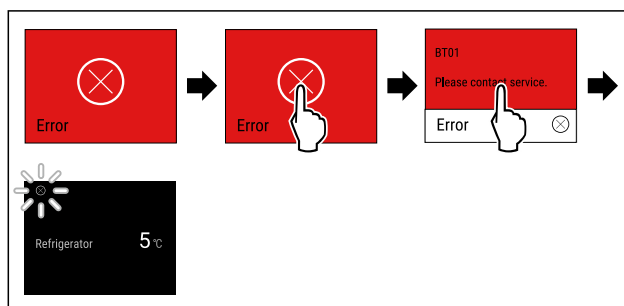 Error
Error
BT01
Please contact service.
Error
Refrigerator 5 °C